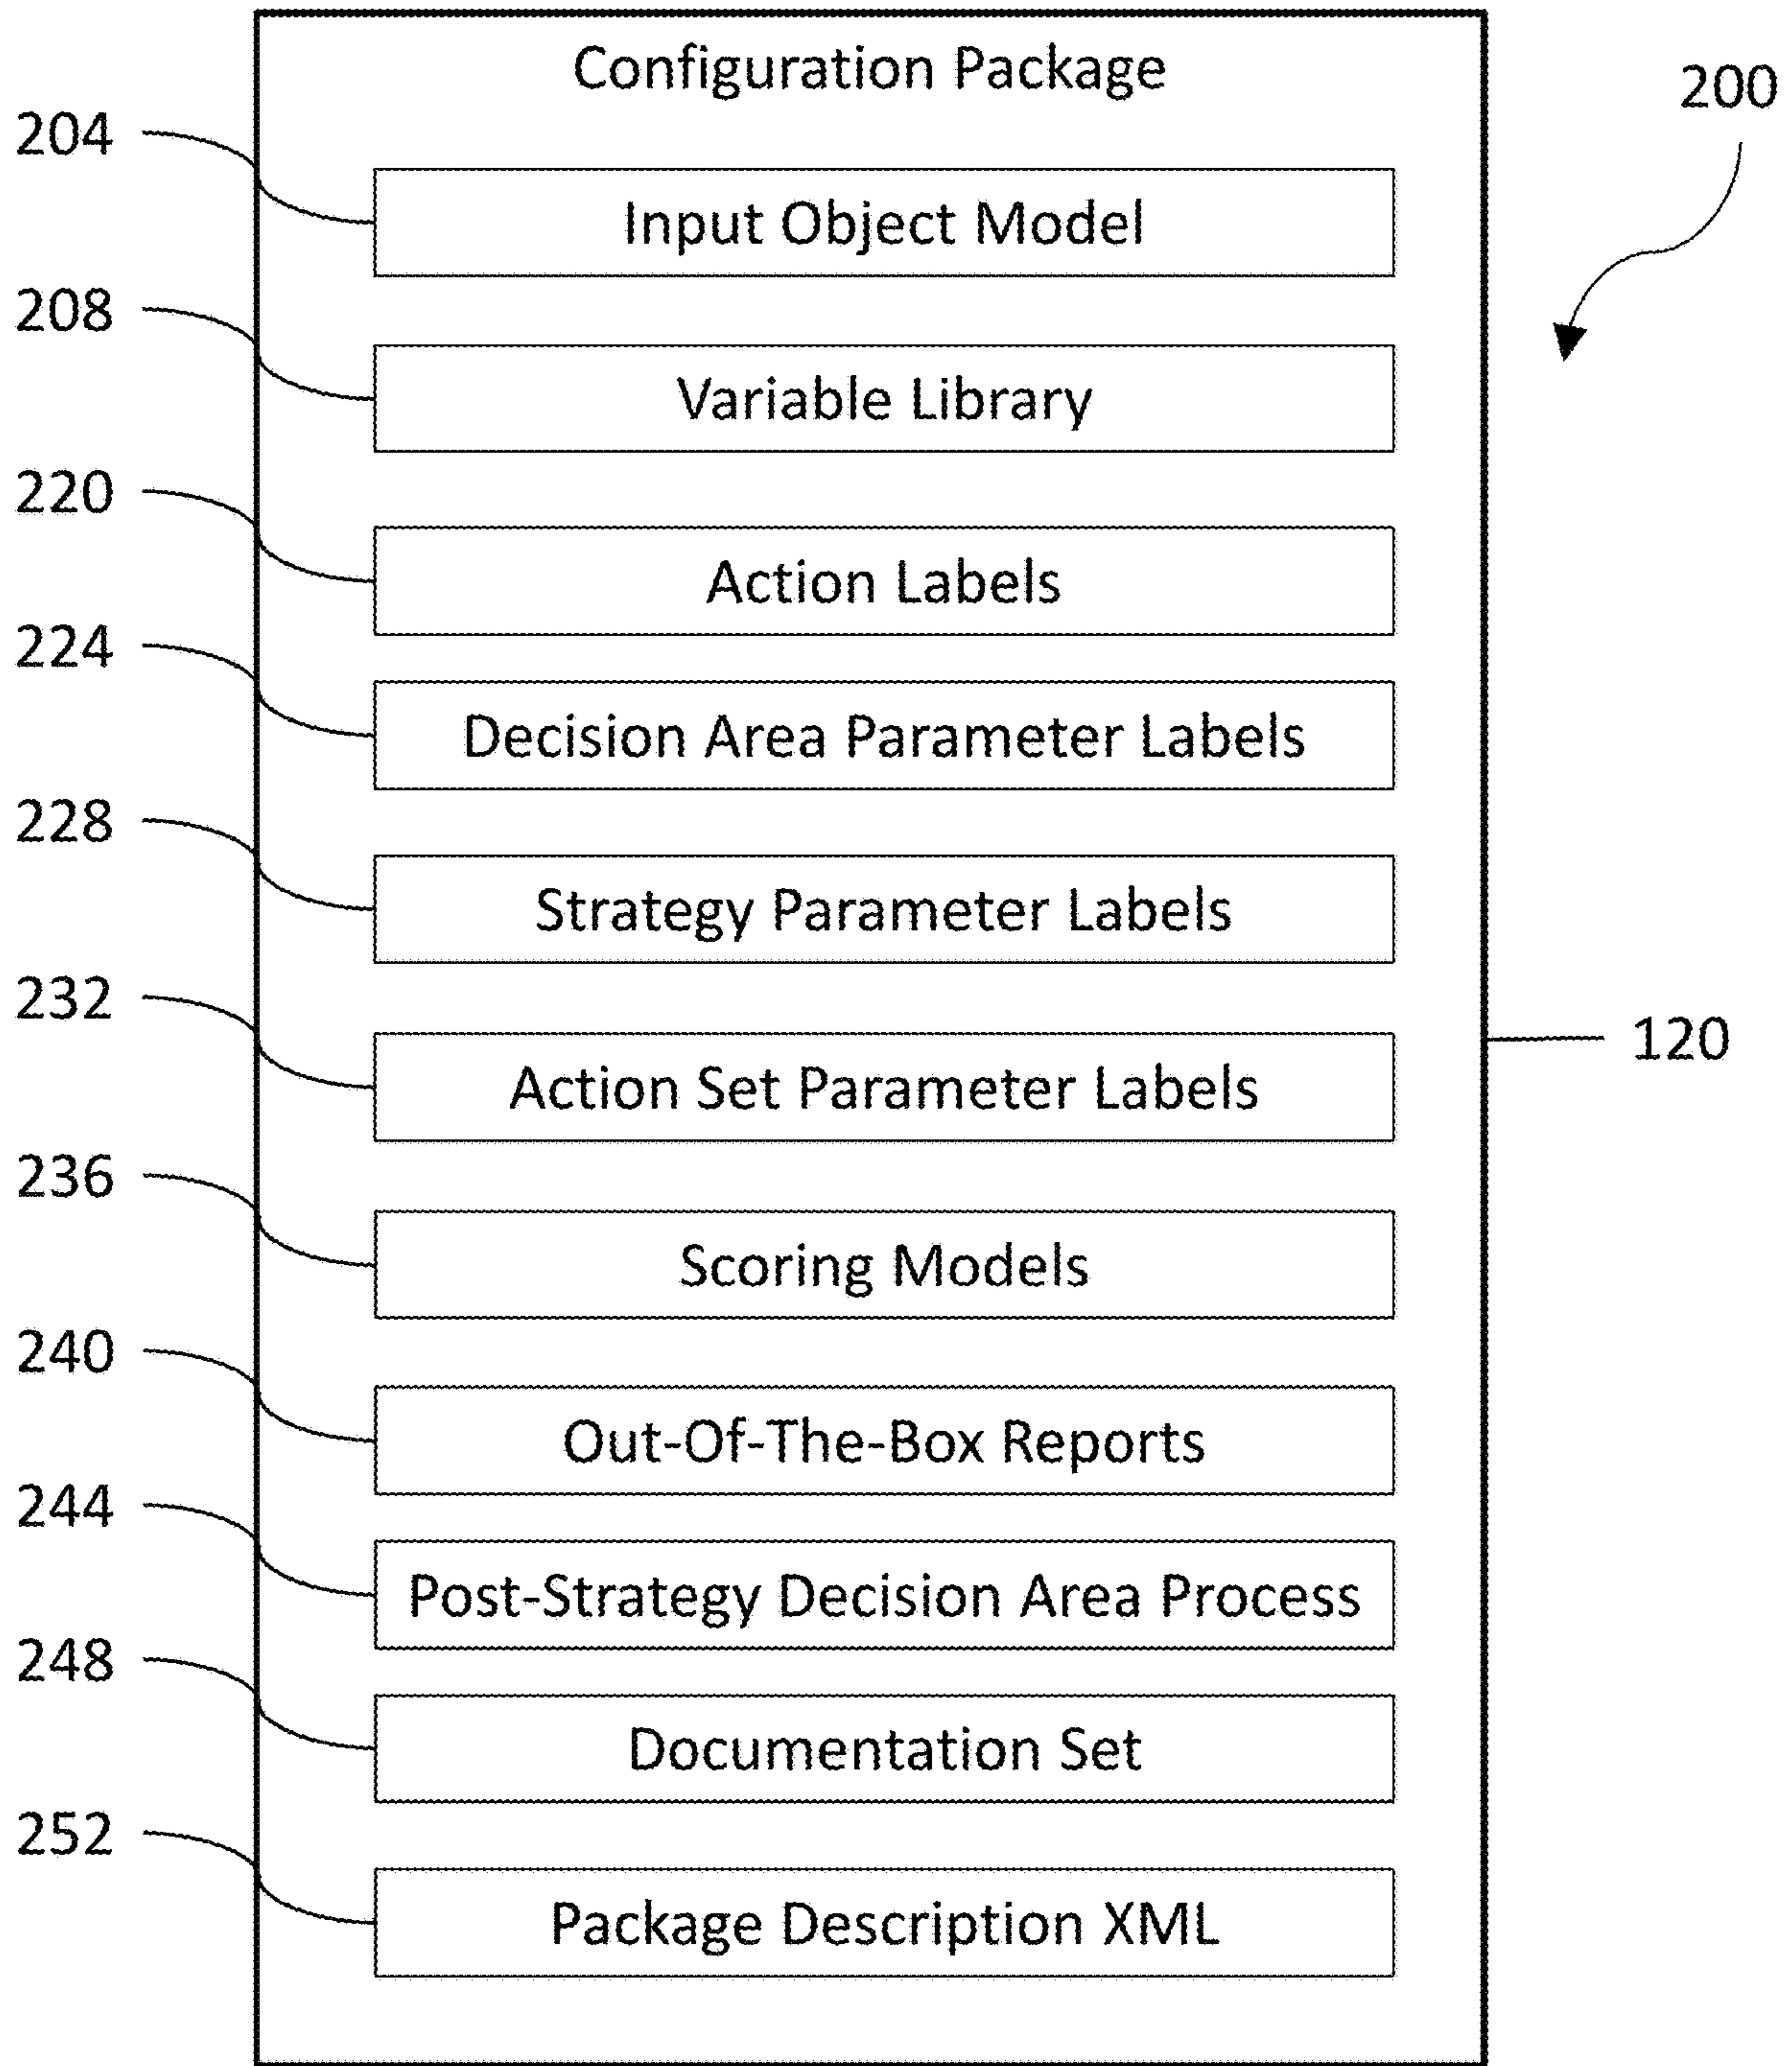 Configuration Package
200
204
Input Object Model
208
Variable Library
220
Action Labels
224
Decision Area Parameter Labels
228
Strategy Parameter Labels
232
Action Set Parameter Labels
120
236
Scoring Models
240
Out-Of-The-Box Reports
244
Post-Strategy Decision Area Process
248
Documentation Set
252
Package Description XML